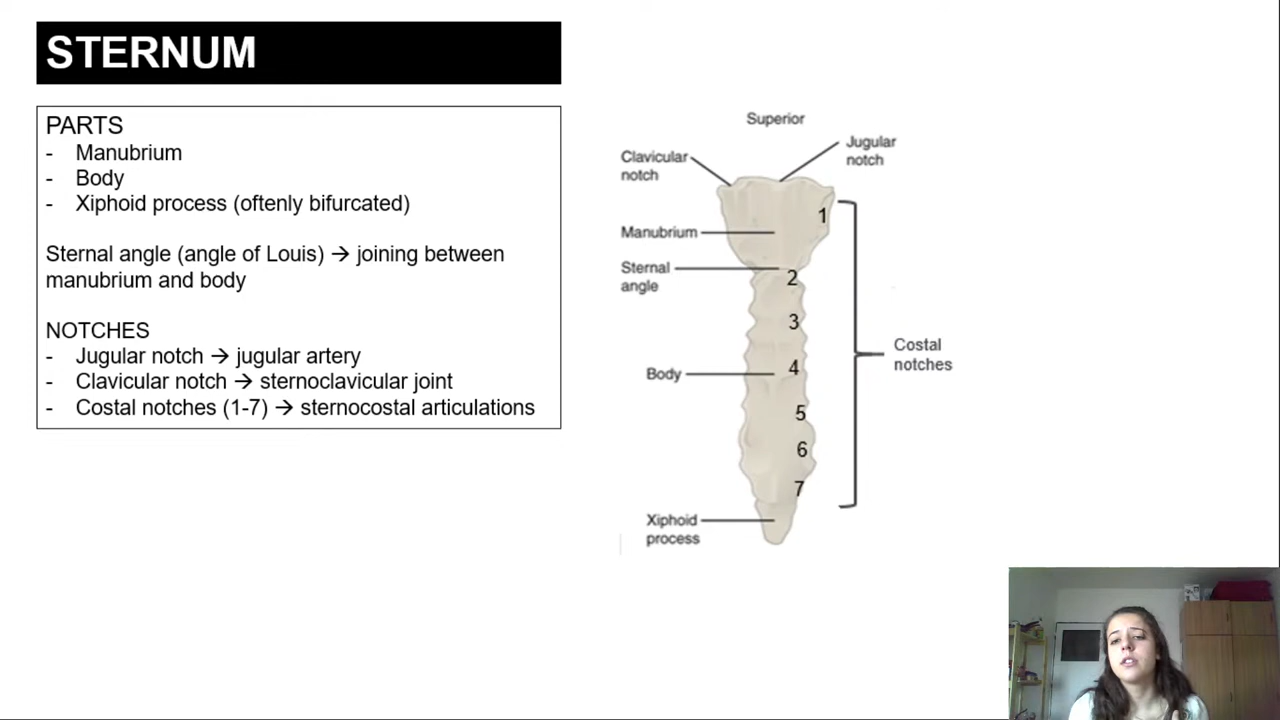 STERNUM
PARTS
- Manubrium
- Body
- Xiphoid process (oftenly bifurcated)
Sternal angle (angle of Louis) → joining between
manubrium and body
NOTCHES
- Jugular notch → jugular artery
- Clavicular notch → sternoclavicular joint
- Costal notches (1-7) → sternocostal articulations
Superior
Clavicular
notch
Jugular
notch
Manubrium
Sternal
angle
Body
Xiphoid
process
1
2
3
4
5
6
7
Costal
notches